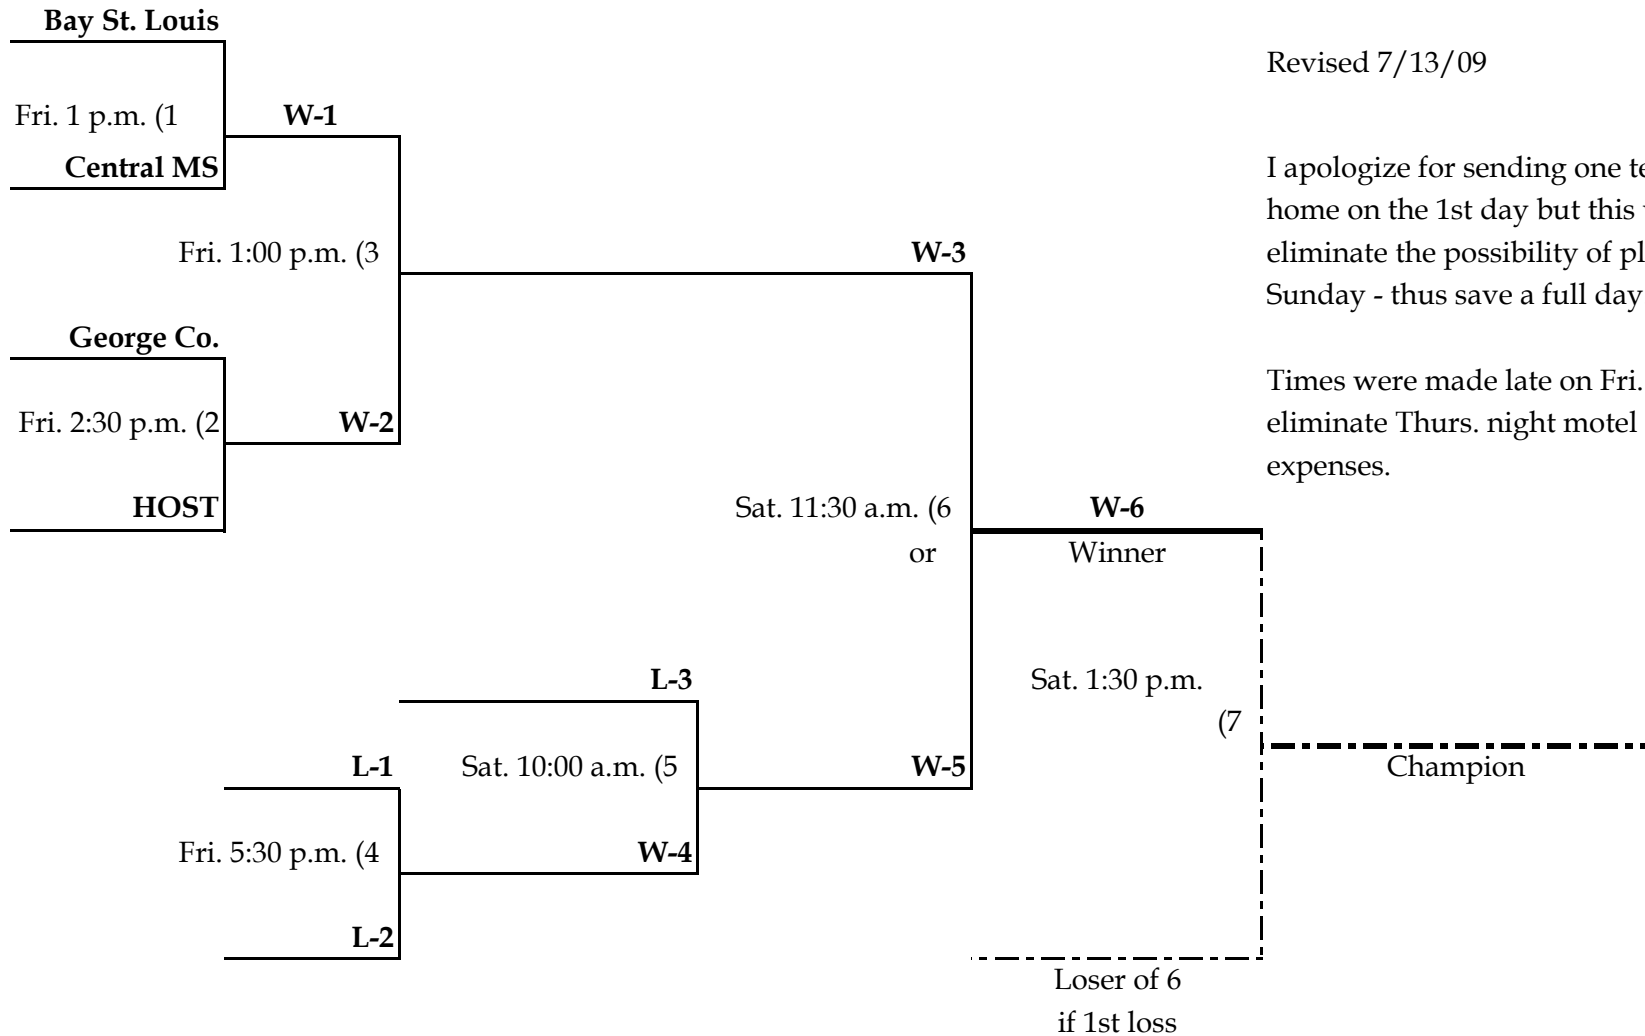 Bay St. Louis
Revised 7/13/09
Fri. 1 p.m. (1
W-1
Central MS
I apologize for sending one
home on the 1st day but this
Fri. 1:00 p.m. (3
W-3
eliminate the possibility of
Sunday - thus save a full day
George Co.
Times were made late on Fri.
Fri. 2:30 p.m. (2
W-2
eliminate Thurs. night motel
expenses.
HOST
Sat. 11:30 a.m. (6
W-6
or
Winner
L-3
Sat. 1:30 p.m.
(7
L-1
Sat. 10:00 a.m. (5
W-5
Champion
Fri. 5:30 p.m. (4
W-4
L-2
Loser of 6
if 1st loss